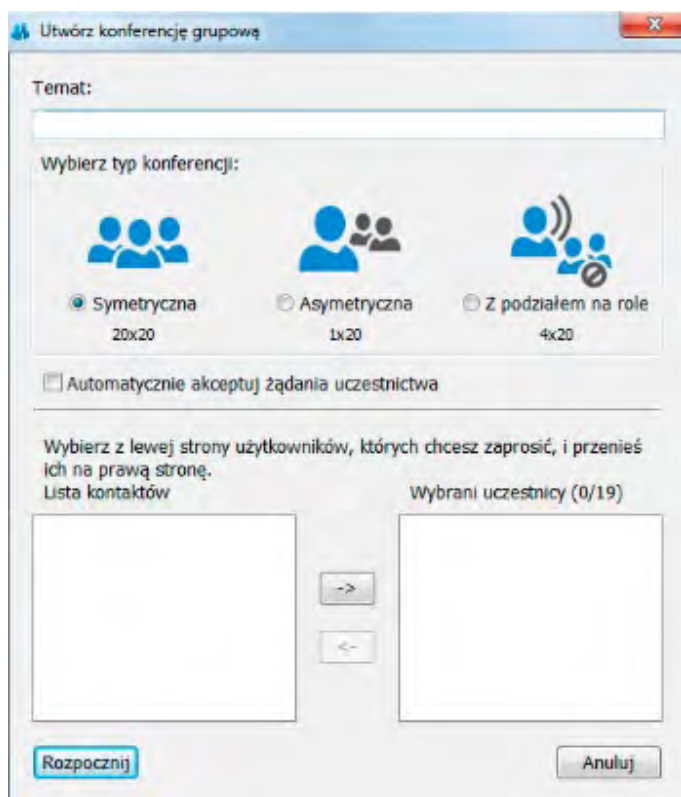 Utwórz konferencję grupową
Temat:
Wybierz typ konferencji:
Symetryczna Asymetryczna Z podziałem na role
20x20 1x20 4x20
Automatycznie akceptuj żądania uczestnictwa
Wybierz z lewej strony użytkowników, których chcesz zaprosić, i przenieś
ich na prawą stronę.
Lista kontaktów Wybrani uczestnicy (0/19)
->
<-
Rozpocznij Anuluj